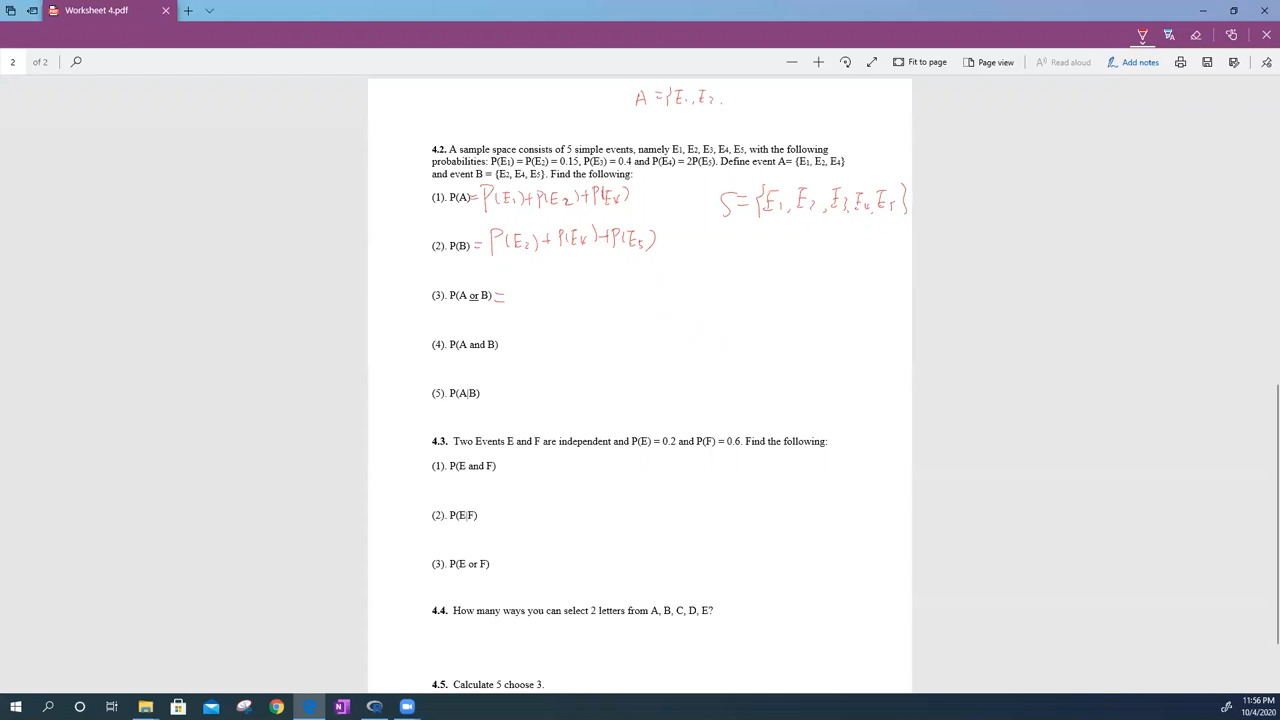 Worksheet 4.pdf
2 of 2
Fit to page
Page view
Read aloud
Add notes
A = {E1, E2,
4.2. A sample space consists of 5 simple events, namely E1, E2, E3, E4, E5, with the following
probabilities: P(E1) = P(E2) = 0.15, P(E3) = 0.4 and P(E4) = 2P(E5). Define event A= {E1, E2, E4}
and event B = {E2, E4, E5}. Find the following:
(1). P(A) = P(E1) + P(E2) + P(E4)
S = {E1, E2, E3, E4, E5}
(2). P(B) = P(E2) + P(E4) + P(E5)
(3). P(A or B) =
(4). P(A and B)
(5). P(A|B)
4.3. Two Events E and F are independent and P(E) = 0.2 and P(F) = 0.6. Find the following:
(1). P(E and F)
(2). P(E|F)
(3). P(E or F)
4.4. How many ways you can select 2 letters from A, B, C, D, E?
4.5. Calculate 5 choose 3.
11:56 PM
10/4/2020